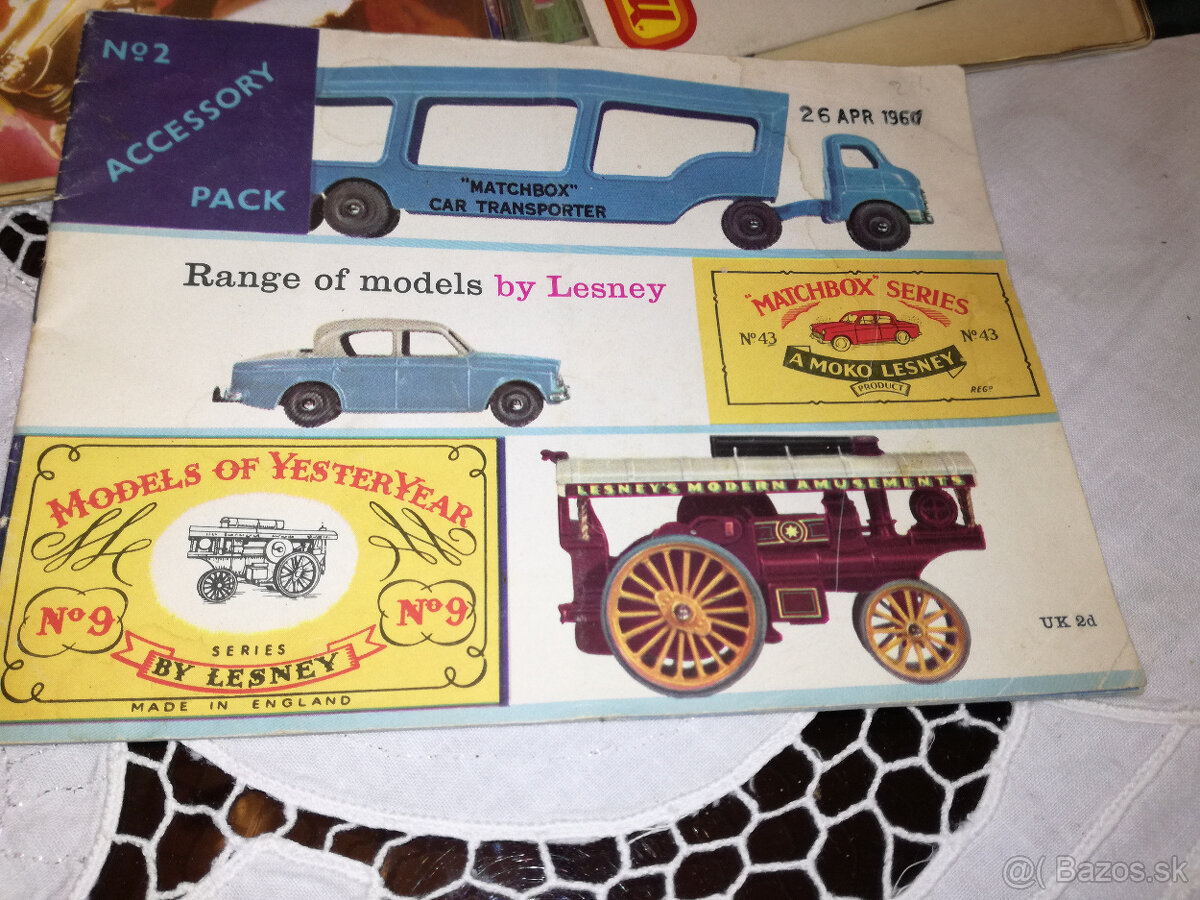 Nº2
ACCESSORY
PACK
"MATCHBOX"
CAR TRANSPORTER
26 APR 1960
Range of models by Lesney
"MATCHBOX" SERIES
Nº43
Nº43
A MOKO LESNEY
PRODUCT
REGD
MODELS OF YESTERYEAR
Nº9
Nº9
SERIES
BY LESNEY
MADE IN ENGLAND
LESNEY'S MODERN AMUSEMENTS
UK 2d
@( Bazos.sk